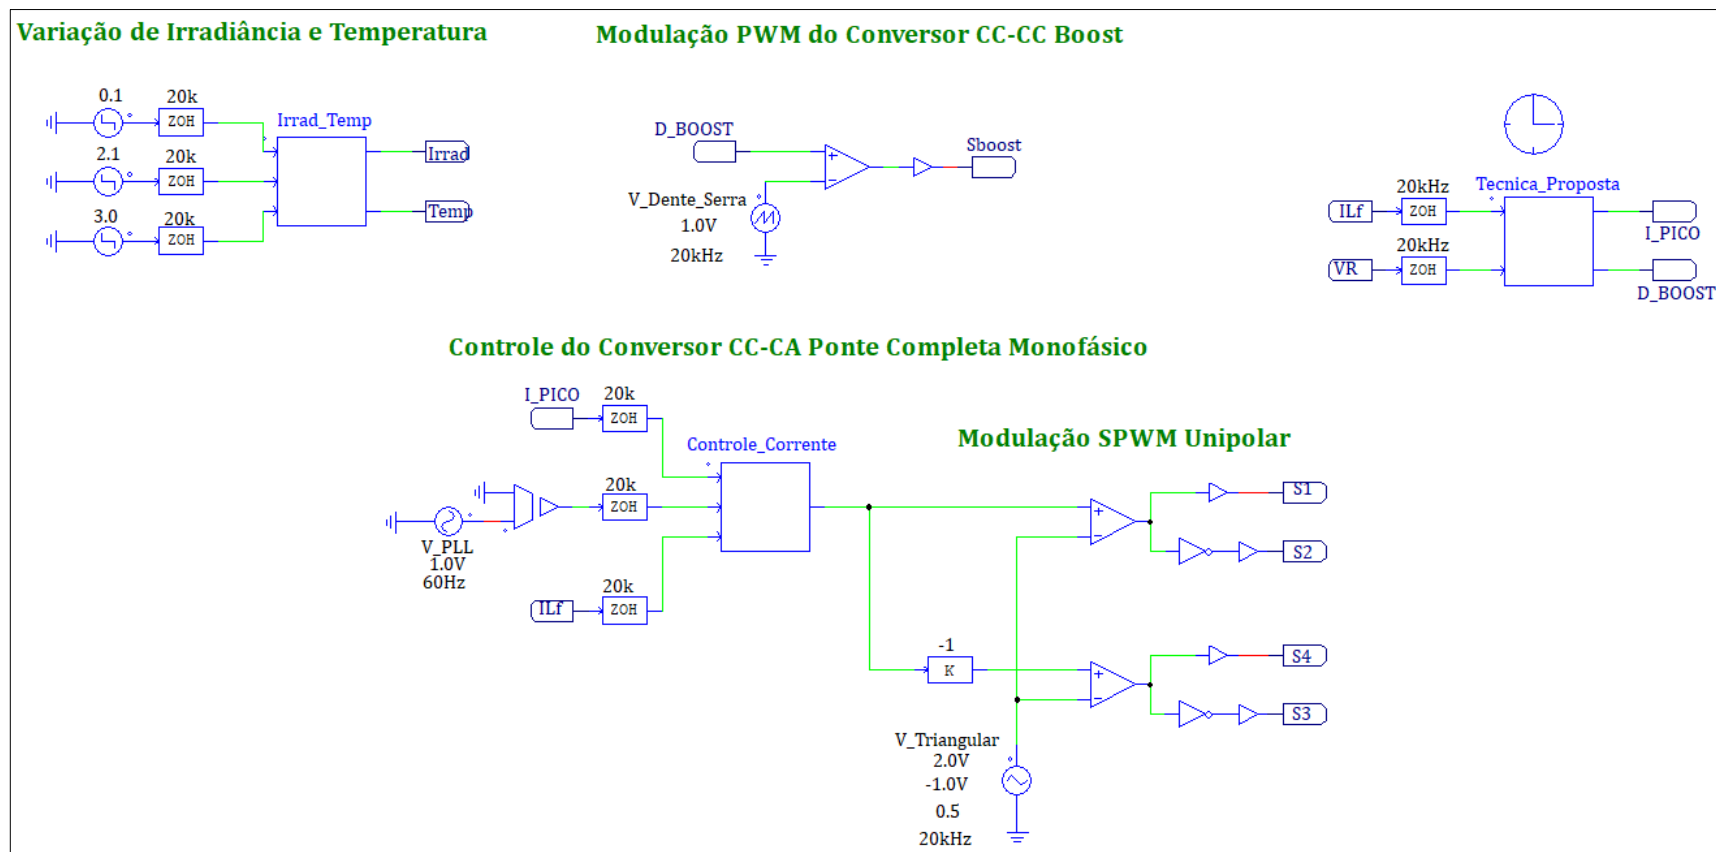 Variação de Irradiância e Temperatura
Modulação PWM do Conversor CC-CC Boost
0.1
20k
ZOH
Irrad_Temp
2.1
20k
ZOH
3.0
20k
ZOH
Irrad
Temp
D_BOOST
+
-
Sboost
V_Dente_Serra
1.0V
20kHz
20kHz
Tecnica_Proposta
ILf
ZOH
20kHz
VR
ZOH
I_PICO
D_BOOST
Controle do Conversor CC-CA Ponte Completa Monofásico
I_PICO
20k
ZOH
Controle_Corrente
20k
ZOH
V_PLL
1.0V
60Hz
20k
ILf
ZOH
Modulação SPWM Unipolar
+
-
S1
S2
-1
K
+
-
S4
S3
V_Triangular
2.0V
-1.0V
0.5
20kHz